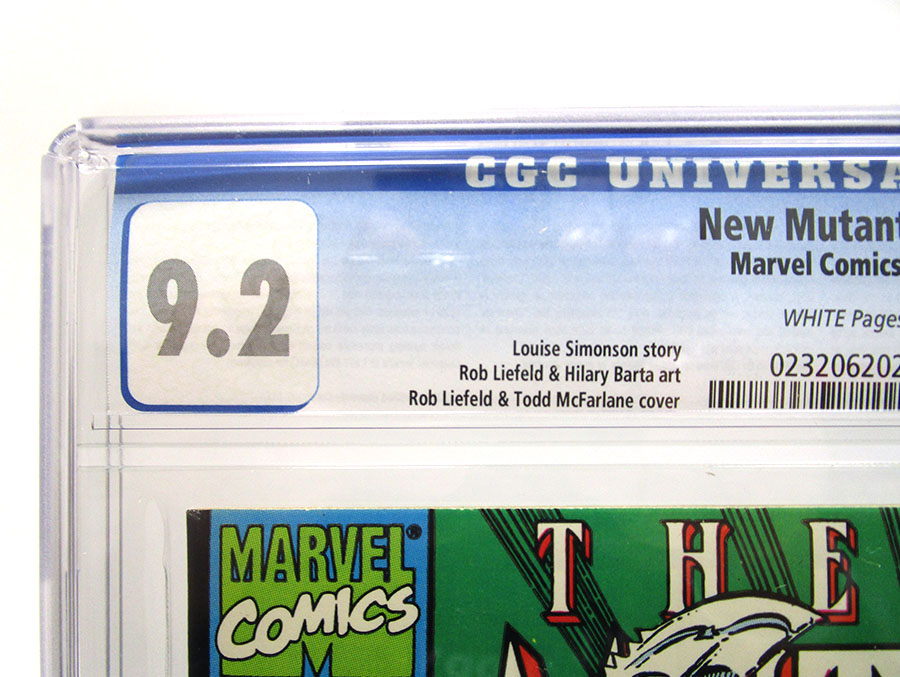 CGC UNIVERSA
9.2
New Mutant
Marvel Comics
WHITE Pages
Louise Simonson story
Rob Liefeld & Hilary Barta art
Rob Liefeld & Todd McFarlane cover
023206202
MARVEL®
COMICS
M
THE